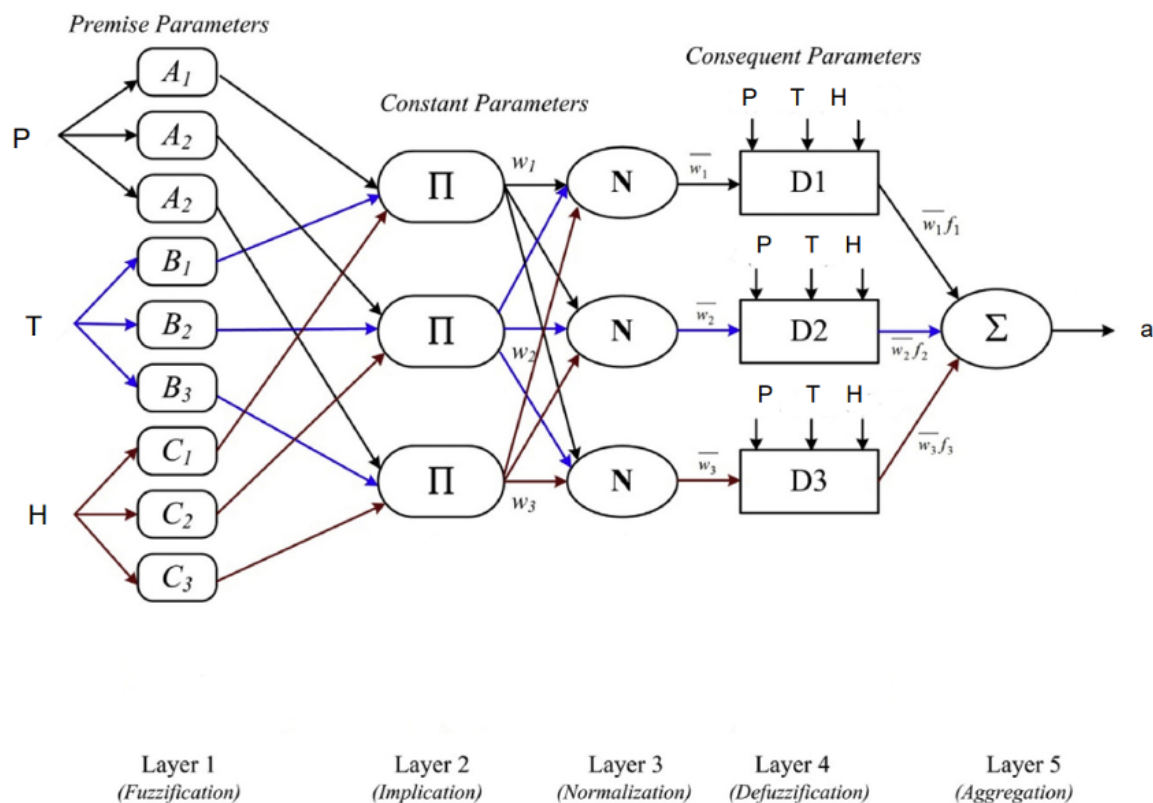 Premise Parameters
A1
A2
A2
P
B1
B2
B3
T
C1
C2
C3
H
Constant Parameters
Π
Π
Π
w1
w2
w3
N
N
N
w̅1
w̅2
w̅3
Consequent Parameters
P T H
D1
P T H
D2
P T H
D3
w̅1f1
w̅2f2
w̅3f3
Σ
a
Layer 1 Layer 2 Layer 3 Layer 4 Layer 5
(Fuzzification) (Implication) (Normalization) (Defuzzification) (Aggregation)